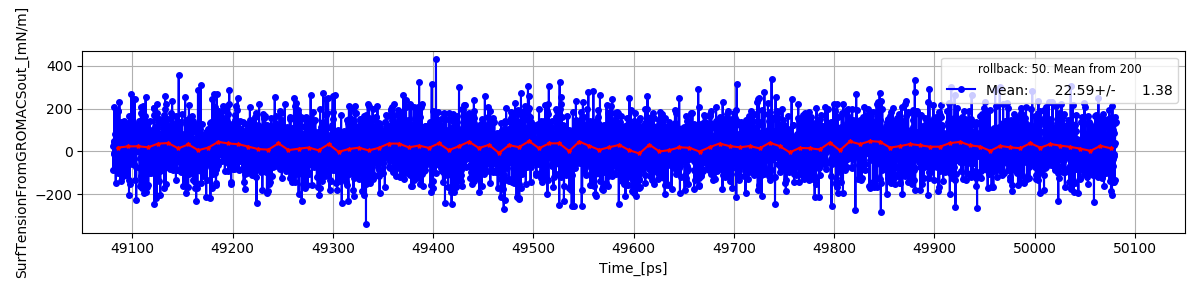 SurfTensionFromGROMACSout_[mN/m]
400
200
0
−200
rollback: 50. Mean from 200
Mean: 22.59+/- 1.38
49100 49200 49300 49400 49500 49600 49700 49800 49900 50000 50100
Time_[ps]